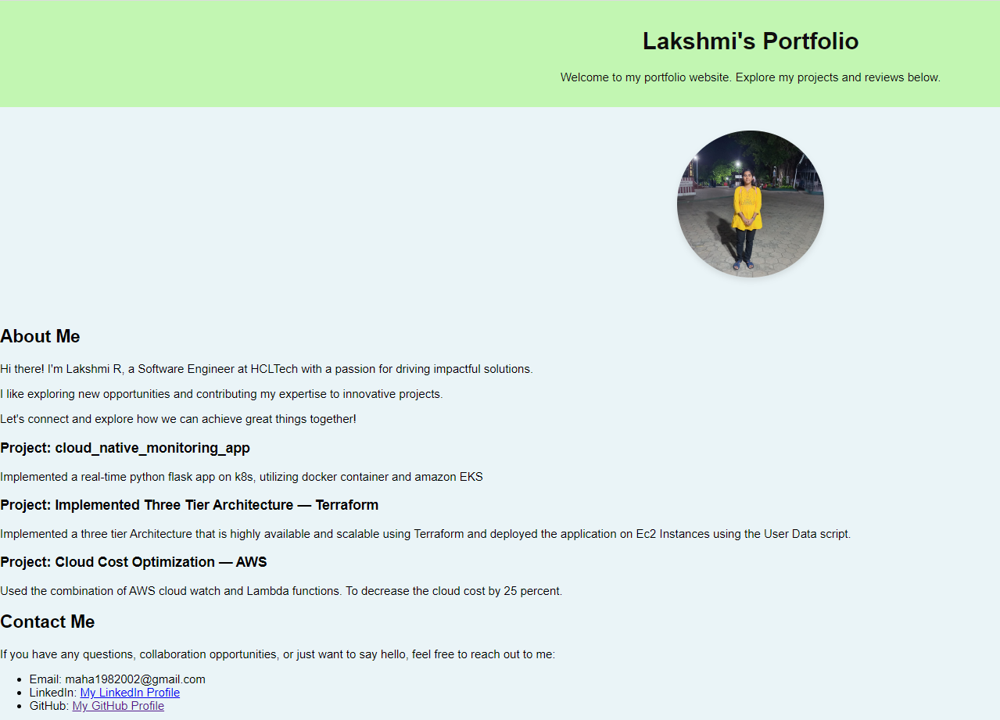 Lakshmi's Portfolio
Welcome to my portfolio website. Explore my projects and reviews below.
About Me
Hi there! I'm Lakshmi R, a Software Engineer at HCLTech with a passion for driving impactful solutions.
I like exploring new opportunities and contributing my expertise to innovative projects.
Let's connect and explore how we can achieve great things together!
Project: cloud_native_monitoring_app
Implemented a real-time python flask app on k8s, utilizing docker container and amazon EKS
Project: Implemented Three Tier Architecture — Terraform
Implemented a three tier Architecture that is highly available and scalable using Terraform and deployed the application on Ec2 Instances using the User Data script.
Project: Cloud Cost Optimization — AWS
Used the combination of AWS cloud watch and Lambda functions. To decrease the cloud cost by 25 percent.
Contact Me
If you have any questions, collaboration opportunities, or just want to say hello, feel free to reach out to me:
• Email: maha1982002@gmail.com
• LinkedIn: My LinkedIn Profile
• GitHub: My GitHub Profile